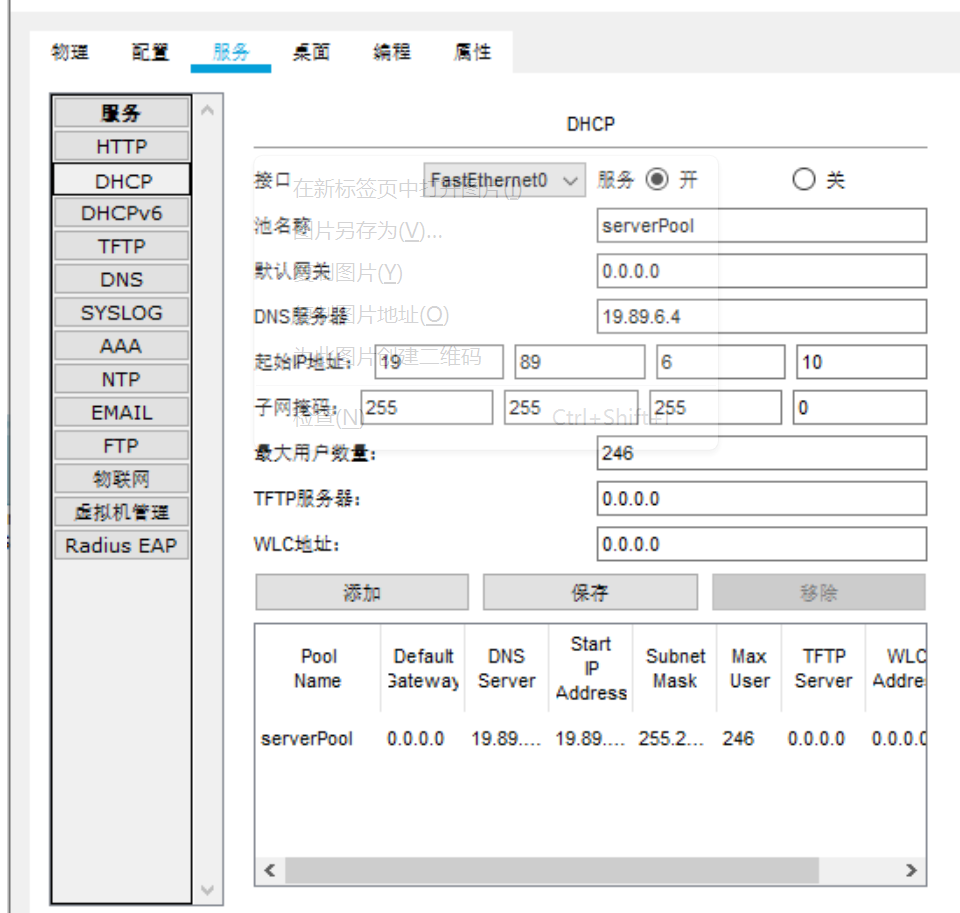 物理 配置 服务 桌面 编程 属性
服务
HTTP
DHCP
DHCPv6
TFTP
DNS
SYSLOG
AAA
NTP
EMAIL
FTP
物联网
虚拟机管理
Radius EAP
DHCP
接口 FastEthernet0 服务 开 关
在新标签页中打开图片(I)
池名称 serverPool
图片另存为(V)...
默认网关 0.0.0.0
复制图片(Y)
DNS服务器 19.89.6.4
复制图片地址(O)
起始IP地址: 19 89 6 10
为此图片创建二维码
子网掩码: 255 255 255 0
检查(N) Ctrl+Shift+I
最大用户数量: 246
TFTP服务器: 0.0.0.0
WLC地址: 0.0.0.0
添加 保存 移除
Pool Name Default Gateway DNS Server Start IP Address Subnet Mask Max User TFTP Server WLC Addre
serverPool 0.0.0.0 19.89.... 19.89.... 255.2... 246 0.0.0.0 0.0.0.0